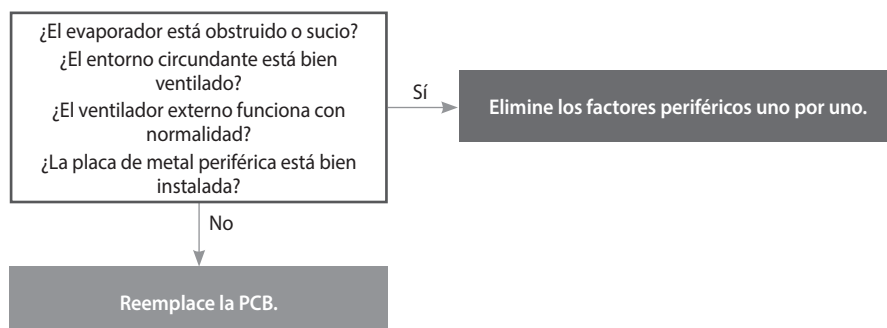 ¿El evaporador está obstruido o sucio?
¿El entorno circundante está bien
ventilado?
¿El ventilador externo funciona con
normalidad?
¿La placa de metal periférica está bien
instalada?
Sí
Elimine los factores periféricos uno por uno.
No
Reemplace la PCB.